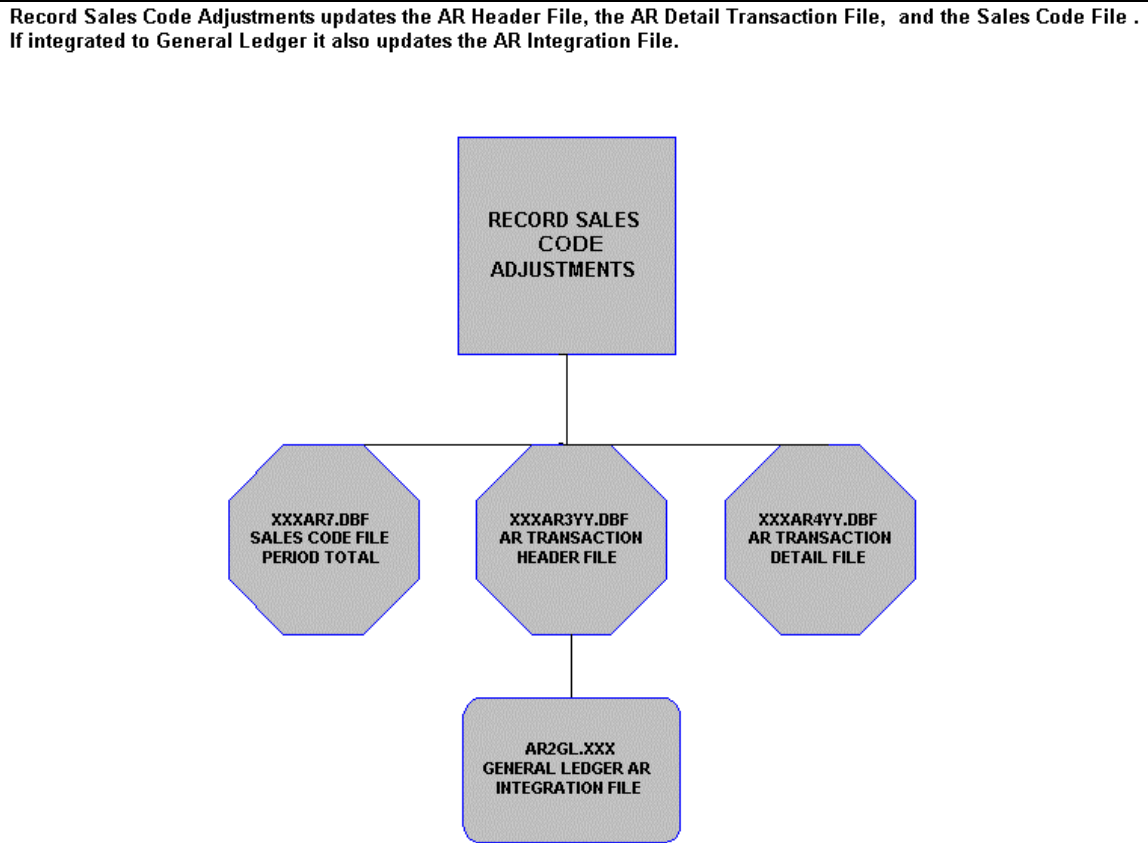 Record Sales Code Adjustments updates the AR Header File, the AR Detail Transaction File,  and the Sales Code File .
If integrated to General Ledger it also updates the AR Integration File.
RECORD SALES
CODE
ADJUSTMENTS
XXXAR7.DBF
SALES CODE FILE
PERIOD TOTAL
XXXAR3YY.DBF
AR TRANSACTION
HEADER FILE
XXXAR4YY.DBF
AR TRANSACTION
DETAIL FILE
AR2GL.XXX
GENERAL LEDGER AR
INTEGRATION FILE